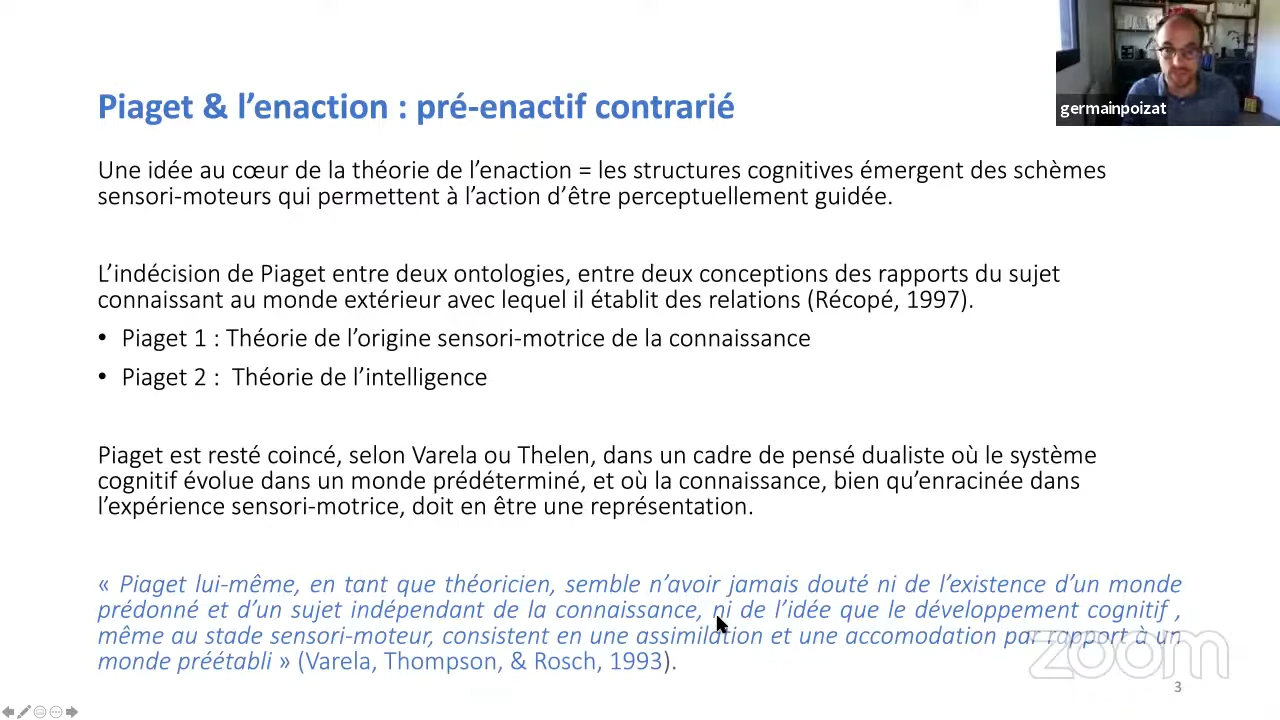 Piaget & l’enaction : pré-enactif contrarié
germainpoizat
Une idée au cœur de la théorie de l’enaction = les structures cognitives émergent des schèmes
sensori-moteurs qui permettent à l’action d’être perceptuellement guidée.
L’indécision de Piaget entre deux ontologies, entre deux conceptions des rapports du sujet
connaissant au monde extérieur avec lequel il établit des relations (Récopé, 1997).
• Piaget 1 : Théorie de l’origine sensori-motrice de la connaissance
• Piaget 2 : Théorie de l’intelligence
Piaget est resté coincé, selon Varela ou Thelen, dans un cadre de pensé dualiste où le système
cognitif évolue dans un monde prédéterminé, et où la connaissance, bien qu’enracinée dans
l’expérience sensori-motrice, doit en être une représentation.
« Piaget lui-même, en tant que théoricien, semble n’avoir jamais douté ni de l’existence d’un monde
prédonné et d’un sujet indépendant de la connaissance, ni de l’idée que le développement cognitif ,
même au stade sensori-moteur, consistent en une assimilation et une accomodation par rapport à un
monde préétabli » (Varela, Thompson, & Rosch, 1993).
zoom
3